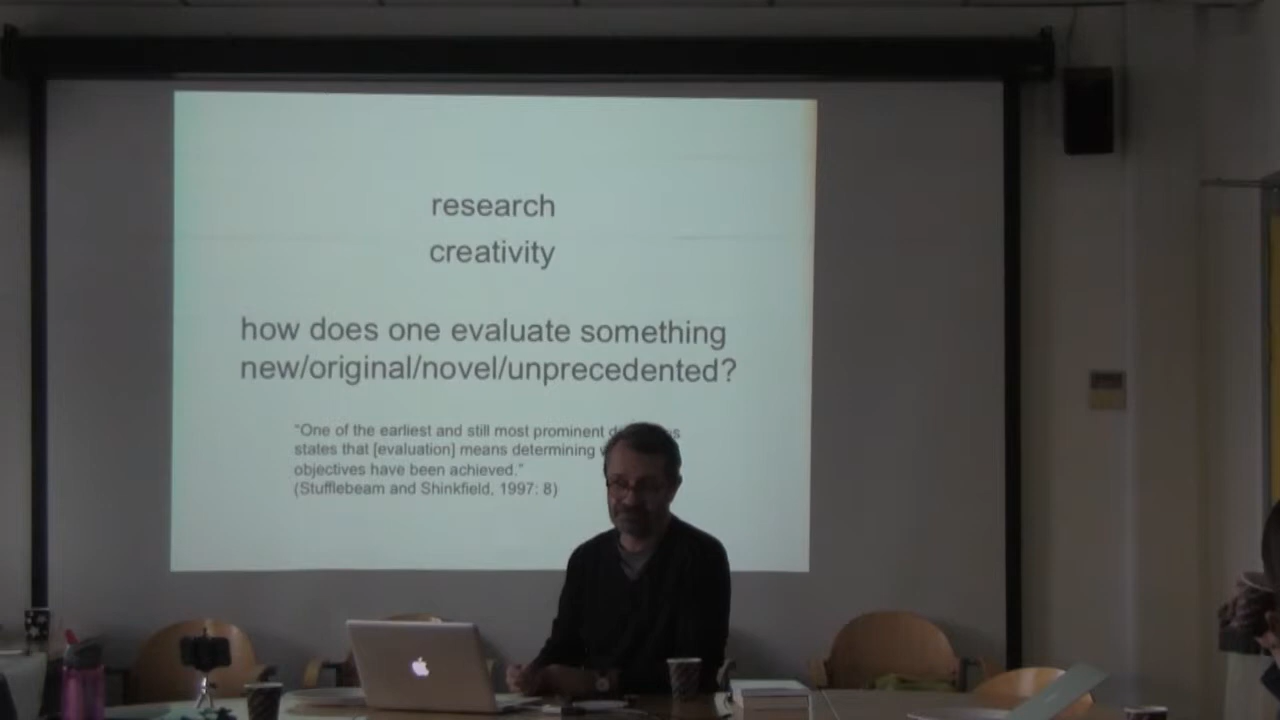 research
creativity
how does one evaluate something
new/original/novel/unprecedented?
"One of the earliest and still most prominent
states that [evaluation] means determining
objectives have been achieved."
(Stufflebeam and Shinkfield, 1997: 8)